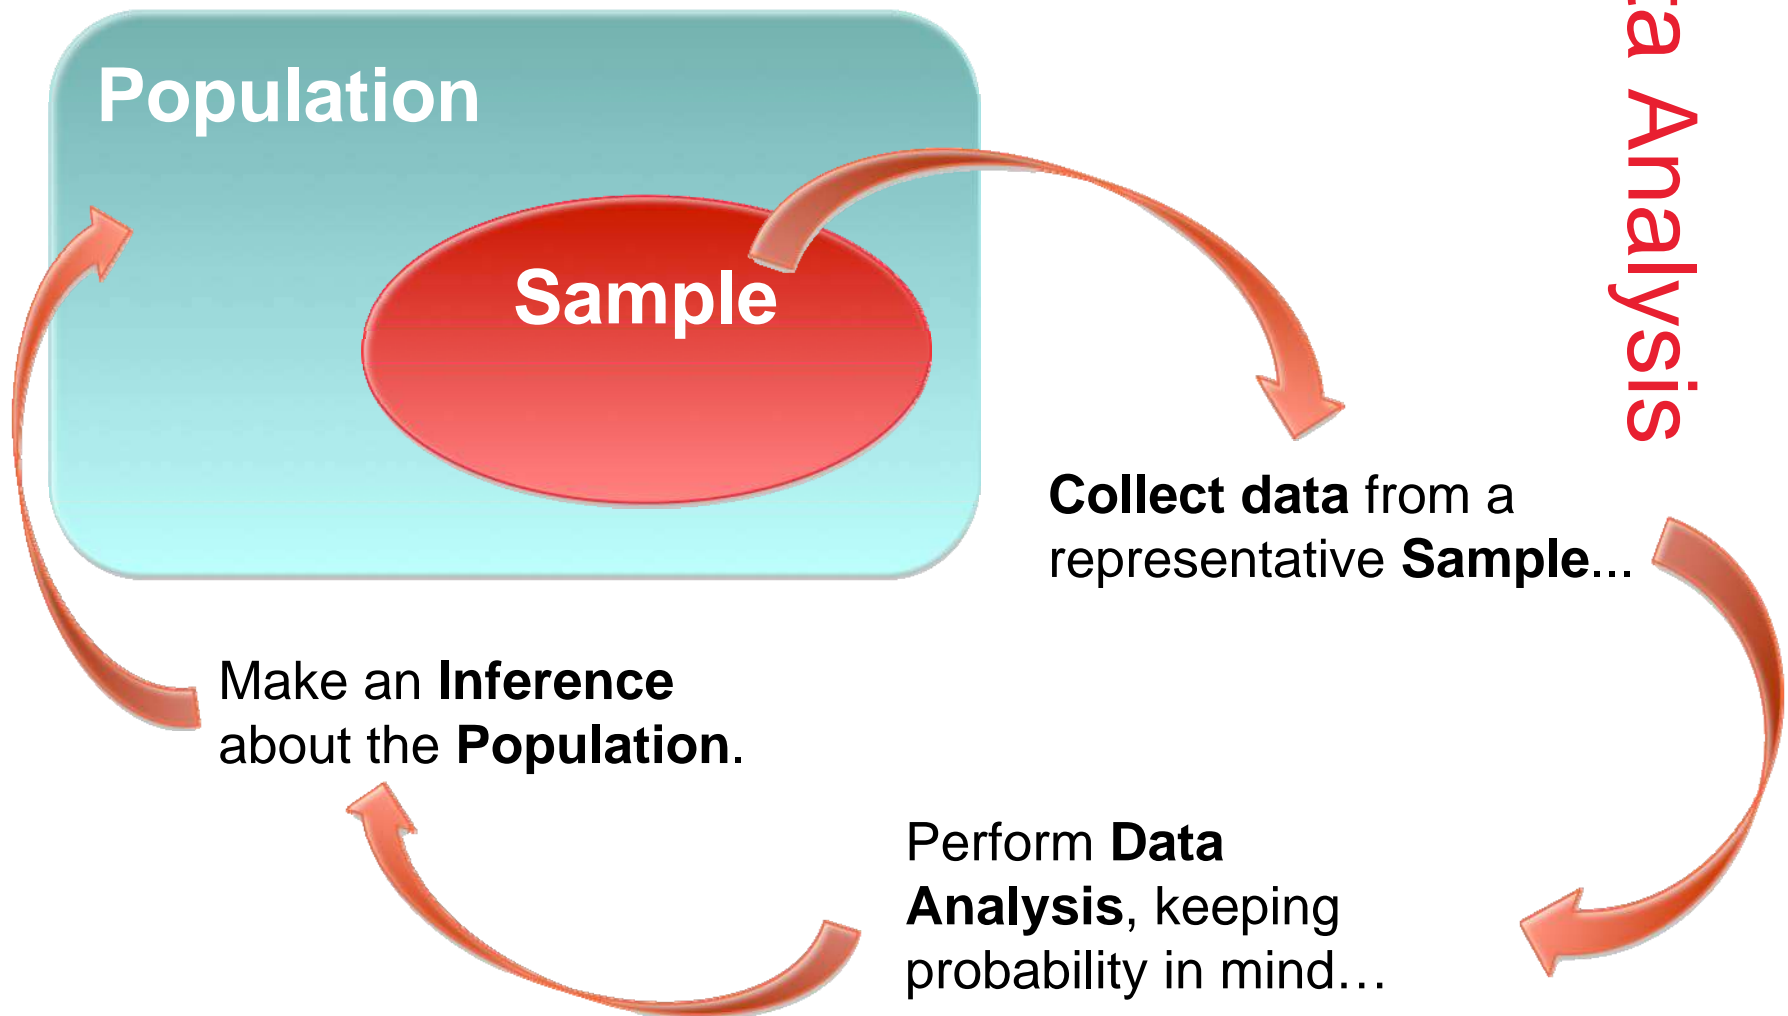 Population
Sample
Analysis
Collect data from a
representative Sample...
Make an Inference
about the Population.
Perform Data
Analysis, keeping
probability in mind…